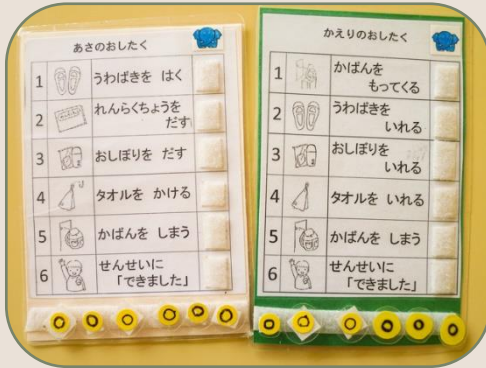 あさのおしたく
1 うわばきを はく
2 れんらくちょうを
だす
3 おしぼりを だす
4 タオルを かける
5 かばんを しまう
6 せんせいに
「できました」
かえりのおしたく
1 かばんを
もってくる
2 うわばきを
いれる
3 おしぼりを
いれる
4 タオルを いれる
5 かばんを しまう
6 せんせいに
「できました」